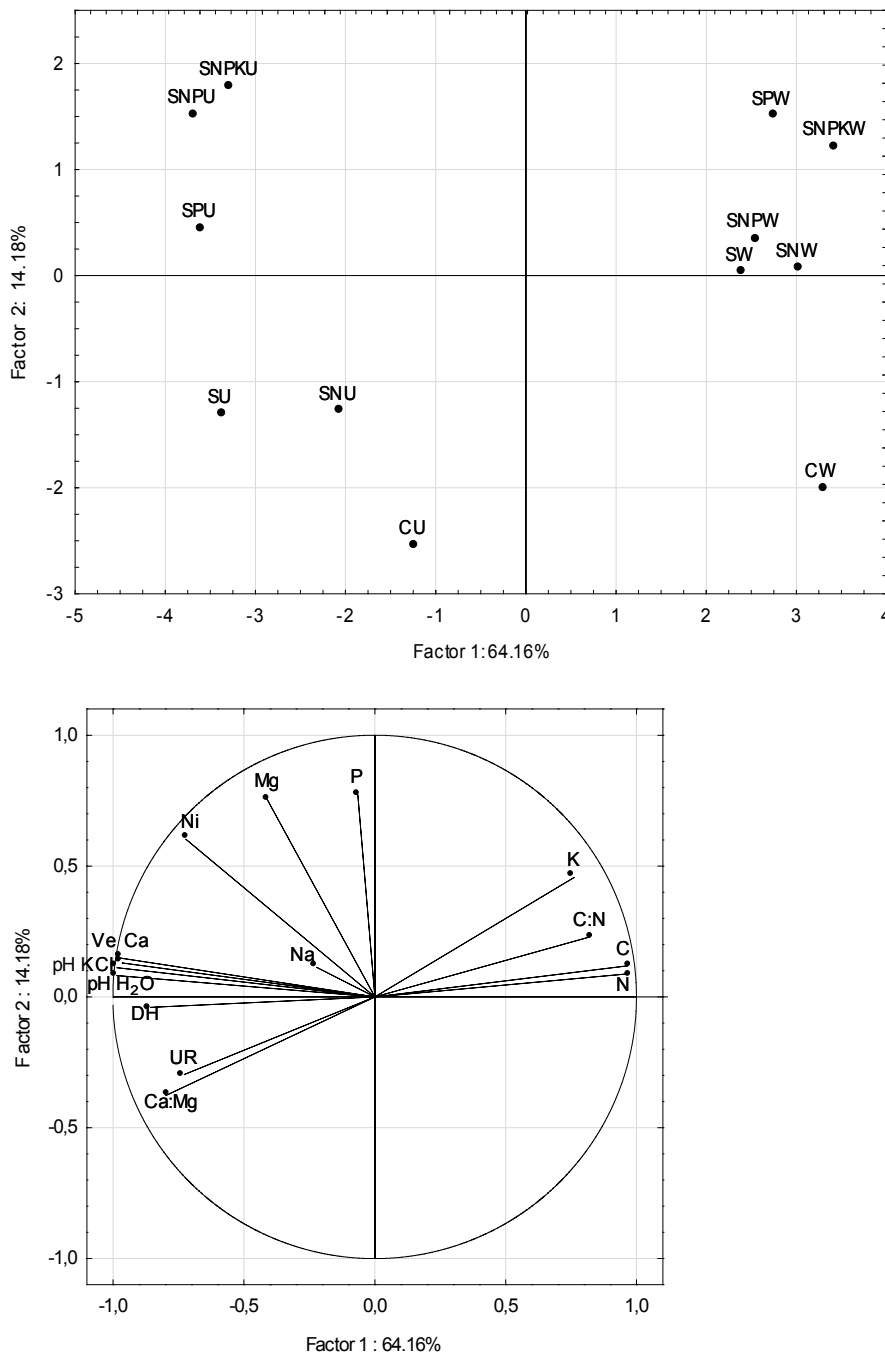 SNPKU
SNPU
SPW
SNPKW
SPU
SNPW
SW
SNW
SU
SNU
CW
CU
2
1
0
-1
-2
-3
-5 -4 -3 -2 -1 0 1 2 3 4
Factor 2: 14.18%
Factor 1:64.16%
1,0
0,5
0,0
-0,5
-1,0
Mg
P
Ni
K
C:N
Ve Ca
Na
C
pH KCl
N
pH H2O
DH
UR
Ca:Mg
-1,0 -0,5 0,0 0,5 1,0
Factor 2 : 14.18%
Factor 1 : 64.16%